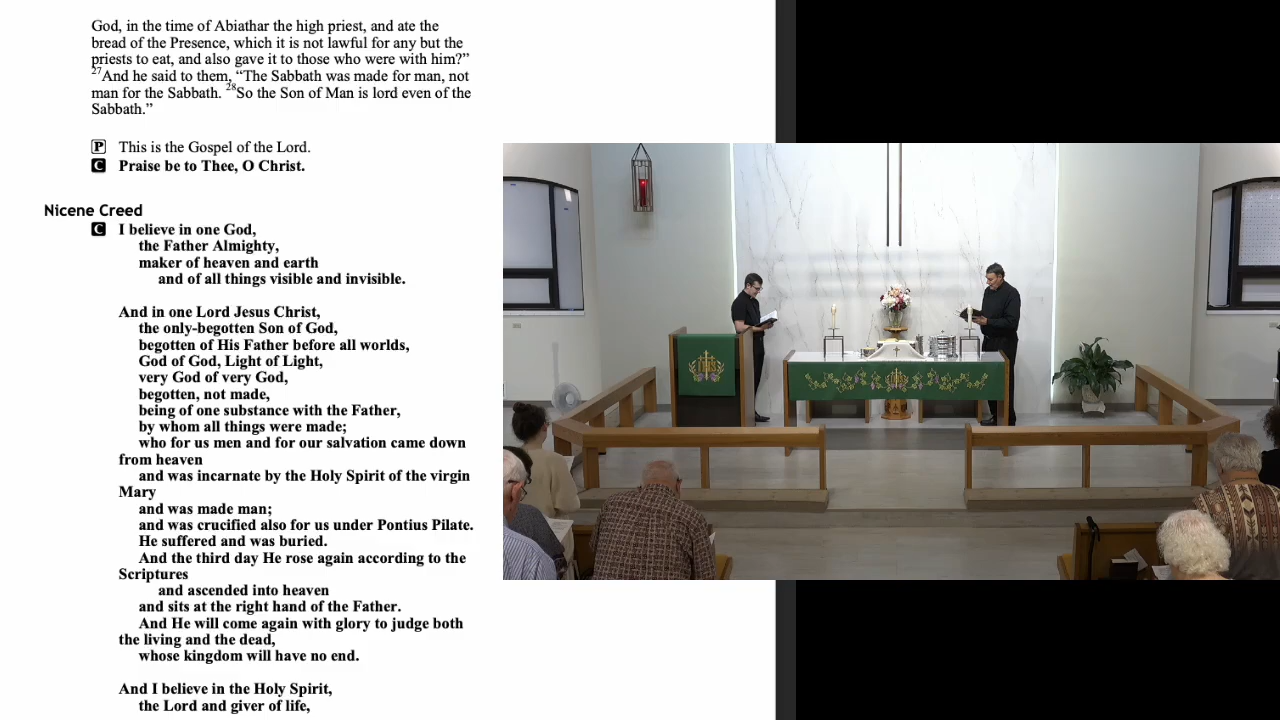 God, in the time of Abiathar the high priest, and ate the
bread of the Presence, which it is not lawful for any but the
priests to eat, and also gave it to those who were with him?”
27And he said to them, “The Sabbath was made for man, not
man for the Sabbath. 28So the Son of Man is lord even of the
Sabbath.”
P This is the Gospel of the Lord.
C Praise be to Thee, O Christ.
Nicene Creed
C I believe in one God,
the Father Almighty,
maker of heaven and earth
and of all things visible and invisible.
And in one Lord Jesus Christ,
the only-begotten Son of God,
begotten of His Father before all worlds,
God of God, Light of Light,
very God of very God,
begotten, not made,
being of one substance with the Father,
by whom all things were made;
who for us men and for our salvation came down
from heaven
and was incarnate by the Holy Spirit of the virgin
Mary
and was made man;
and was crucified also for us under Pontius Pilate.
He suffered and was buried.
And the third day He rose again according to the
Scriptures
and ascended into heaven
and sits at the right hand of the Father.
And He will come again with glory to judge both
the living and the dead,
whose kingdom will have no end.
And I believe in the Holy Spirit,
the Lord and giver of life,